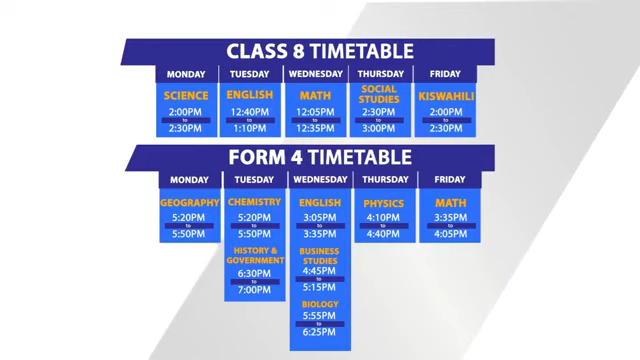 CLASS 8 TIMETABLE
MONDAY TUESDAY WEDNESDAY THURSDAY FRIDAY
SCIENCE
2:00PM
to
2:30PM
ENGLISH
12:40PM
to
1:10PM
MATH
12:05PM
to
12:35PM
SOCIAL
STUDIES
2:30PM
to
3:00PM
KISWAHILI
2:00PM
to
2:30PM
FORM 4 TIMETABLE
MONDAY TUESDAY WEDNESDAY THURSDAY FRIDAY
GEOGRAPHY
5:20PM
to
5:50PM
CHEMISTRY
5:20PM
to
5:50PM
HISTORY &
GOVERNMENT
6:30PM
to
7:00PM
ENGLISH
3:05PM
to
3:35PM
BUSINESS
STUDIES
4:45PM
to
5:15PM
BIOLOGY
5:55PM
to
6:25PM
PHYSICS
4:10PM
to
4:40PM
MATH
3:35PM
to
4:05PM